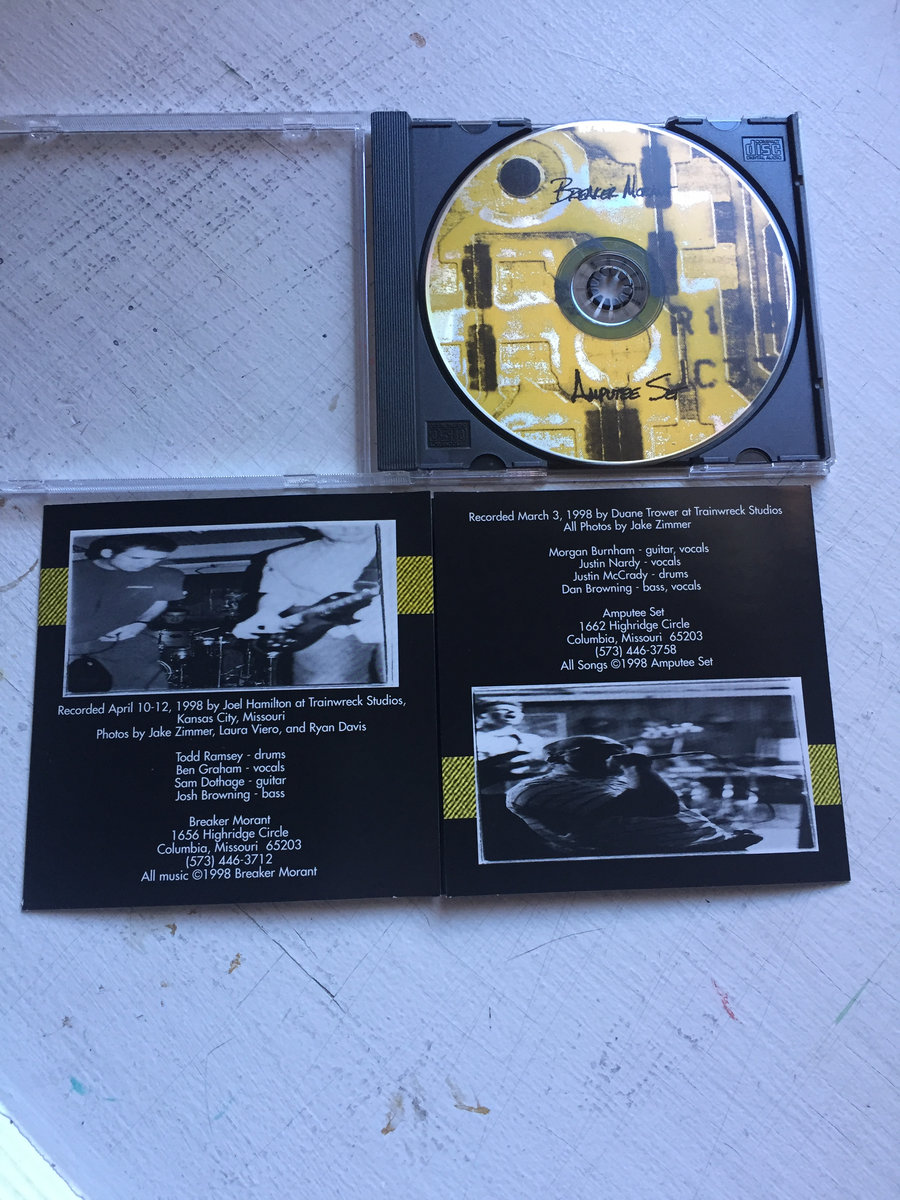 COMPACT
disc
DIGITAL AUDIO
BREAKER MORANT
AMPUTEE SET
Recorded April 10-12, 1998 by Joel Hamilton at Trainwreck Studios,
Kansas City, Missouri
Photos by Jake Zimmer, Laura Viero, and Ryan Davis
Todd Ramsey - drums
Ben Graham - vocals
Sam Dothage - guitar
Josh Browning - bass
Breaker Morant
1656 Highridge Circle
Columbia, Missouri  65203
(573) 446-3712
All music ©1998 Breaker Morant
Recorded March 3, 1998 by Duane Trower at Trainwreck Studios
All Photos by Jake Zimmer
Morgan Burnham - guitar, vocals
Justin Nardy - vocals
Justin McCrady - drums
Dan Browning - bass, vocals
Amputee Set
1662 Highridge Circle
Columbia, Missouri  65203
(573) 446-3758
All Songs ©1998 Amputee Set